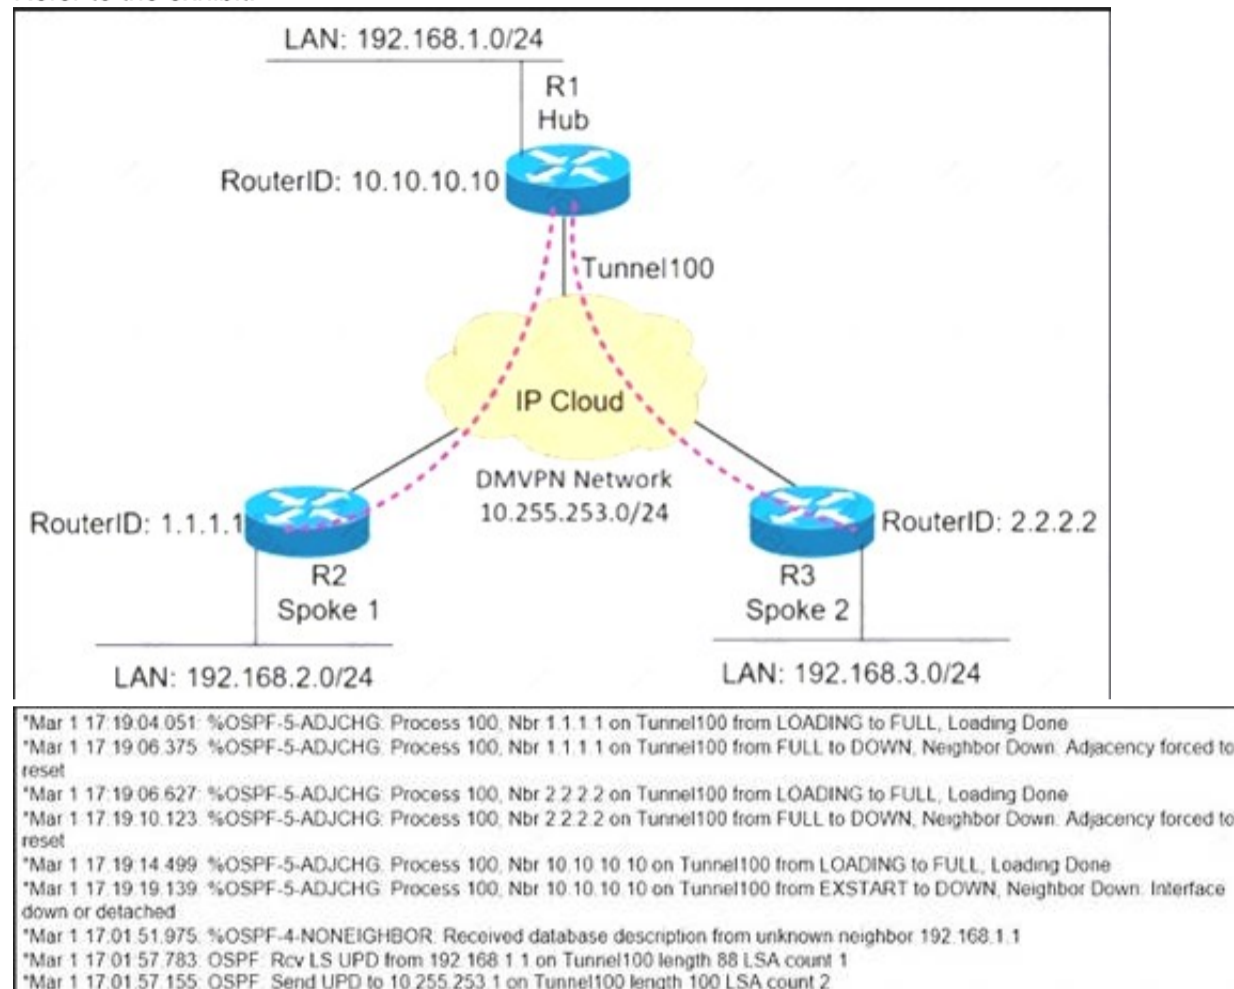 LAN: 192.168.1.0/24
R1
Hub
RouterID: 10.10.10.10
Tunnel100
IP Cloud
DMVPN Network
10.255.253.0/24
RouterID: 1.1.1.1
RouterID: 2.2.2.2
R2
Spoke 1
R3
Spoke 2
LAN: 192.168.2.0/24
LAN: 192.168.3.0/24
*Mar 1 17:19:04.051: %OSPF-5-ADJCHG: Process 100, Nbr 1.1.1.1 on Tunnel100 from LOADING to FULL, Loading Done
*Mar 1 17:19:06.375: %OSPF-5-ADJCHG: Process 100, Nbr 1.1.1.1 on Tunnel100 from FULL to DOWN, Neighbor Down: Adjacency forced to
reset
*Mar 1 17:19:06.627: %OSPF-5-ADJCHG: Process 100, Nbr 2.2.2.2 on Tunnel100 from LOADING to FULL, Loading Done
*Mar 1 17:19:10.123: %OSPF-5-ADJCHG: Process 100, Nbr 2.2.2.2 on Tunnel100 from FULL to DOWN, Neighbor Down: Adjacency forced to
reset
*Mar 1 17:19:14.499: %OSPF-5-ADJCHG: Process 100, Nbr 10.10.10.10 on Tunnel100 from LOADING to FULL, Loading Done
*Mar 1 17:19:19.139: %OSPF-5-ADJCHG: Process 100, Nbr 10.10.10.10 on Tunnel100 from EXSTART to DOWN, Neighbor Down: Interface
down or detached
*Mar 1 17:01:51.975: %OSPF-4-NONEIGHBOR: Received database description from unknown neighbor 192.168.1.1
*Mar 1 17:01:57.783: OSPF: Rcv LS UPD from 192.168.1.1 on Tunnel100 length 88 LSA count 1
*Mar 1 17:01:57.155: OSPF: Send UPD to 10.255.253.1 on Tunnel100 length 100 LSA count 2